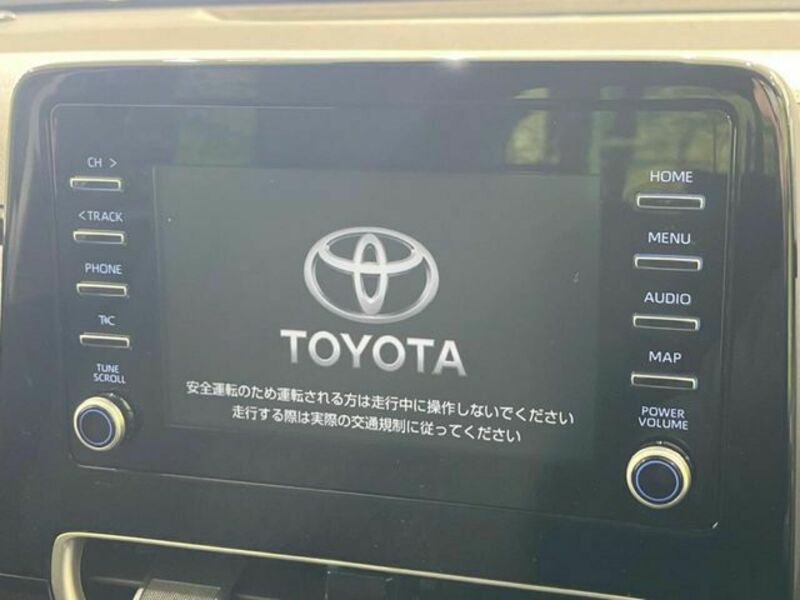 CH >
< TRACK
PHONE
T*C
TUNE
SCROLL
TOYOTA
安全運転のため運転される方は走行中に操作しないでください
走行する際は実際の交通規制に従ってください
HOME
MENU
AUDIO
MAP
POWER
VOLUME